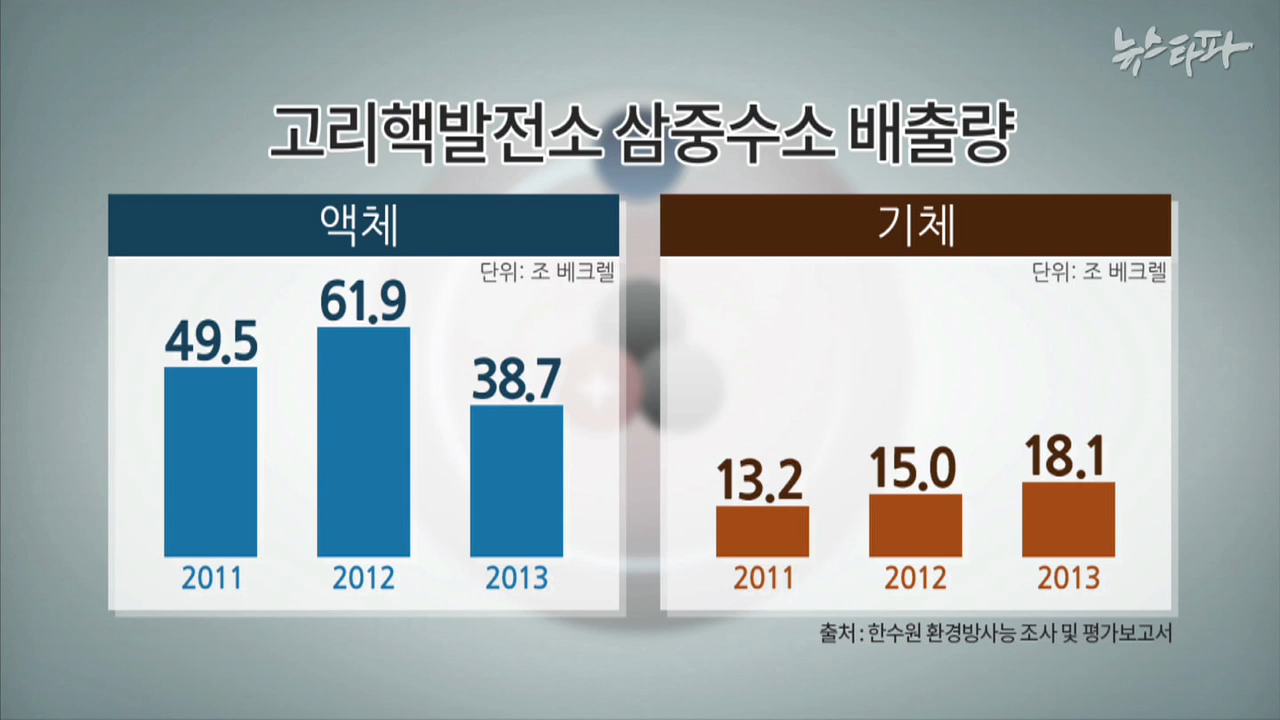 뉴스타파
고리핵발전소 삼중수소 배출량
액체
단위: 조 베크렐
49.5
61.9
38.7
2011
2012
2013
기체
단위: 조 베크렐
13.2
15.0
18.1
2011
2012
2013
출처 : 한수원 환경방사능 조사 및 평가보고서